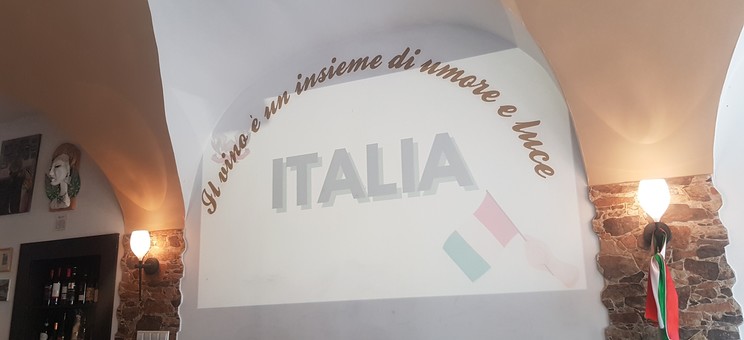 Il vino è un insieme di umore e luce
ITALIA